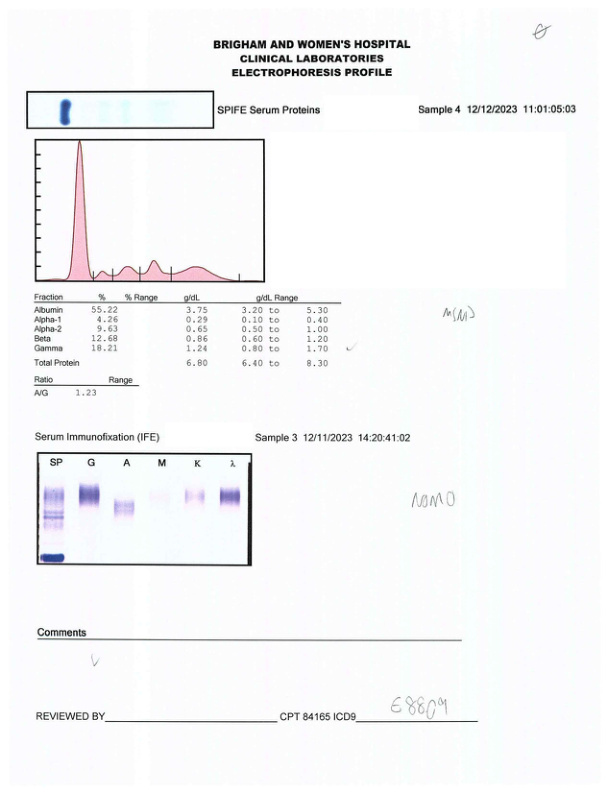 BRIGHAM AND WOMEN'S HOSPITAL
CLINICAL LABORATORIES
ELECTROPHORESIS PROFILE
SPIFE Serum Proteins Sample 4 12/12/2023 11:01:05:03
Fraction % % Range g/dL g/dL Range
Albumin 55.22 3.75 3.20 to 5.30
Alpha-1 4.26 0.29 0.10 to 0.40
Alpha-2 9.63 0.65 0.50 to 1.00
Beta 12.68 0.86 0.60 to 1.20
Gamma 18.21 1.24 0.80 to 1.70
Total Protein 6.80 6.40 to 8.30
Ratio Range
A/G 1.23
Serum Immunofixation (IFE) Sample 3 12/11/2023 14:20:41:02
SP G A M K λ
Comments
REVIEWED BY CPT 84165 ICD9 E8809